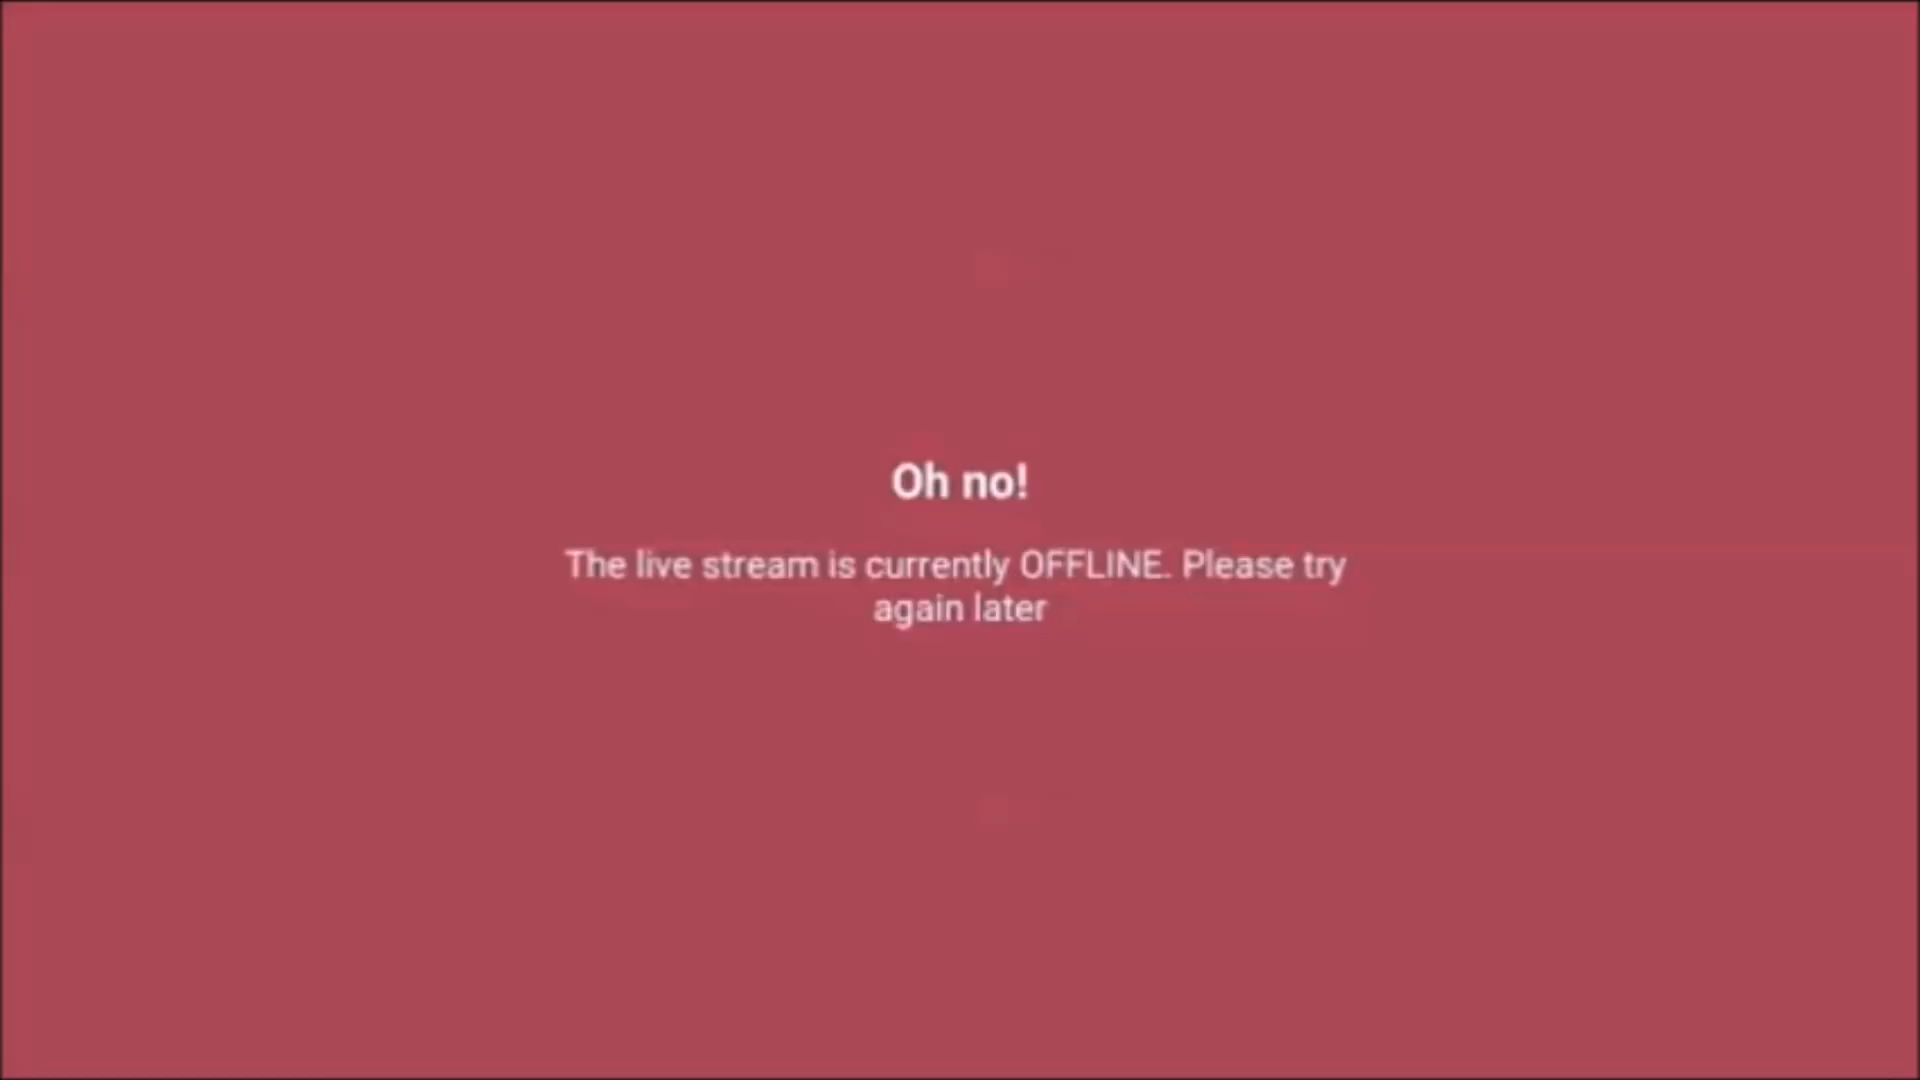 Oh no!
The live stream is currently OFFLINE. Please try
again later